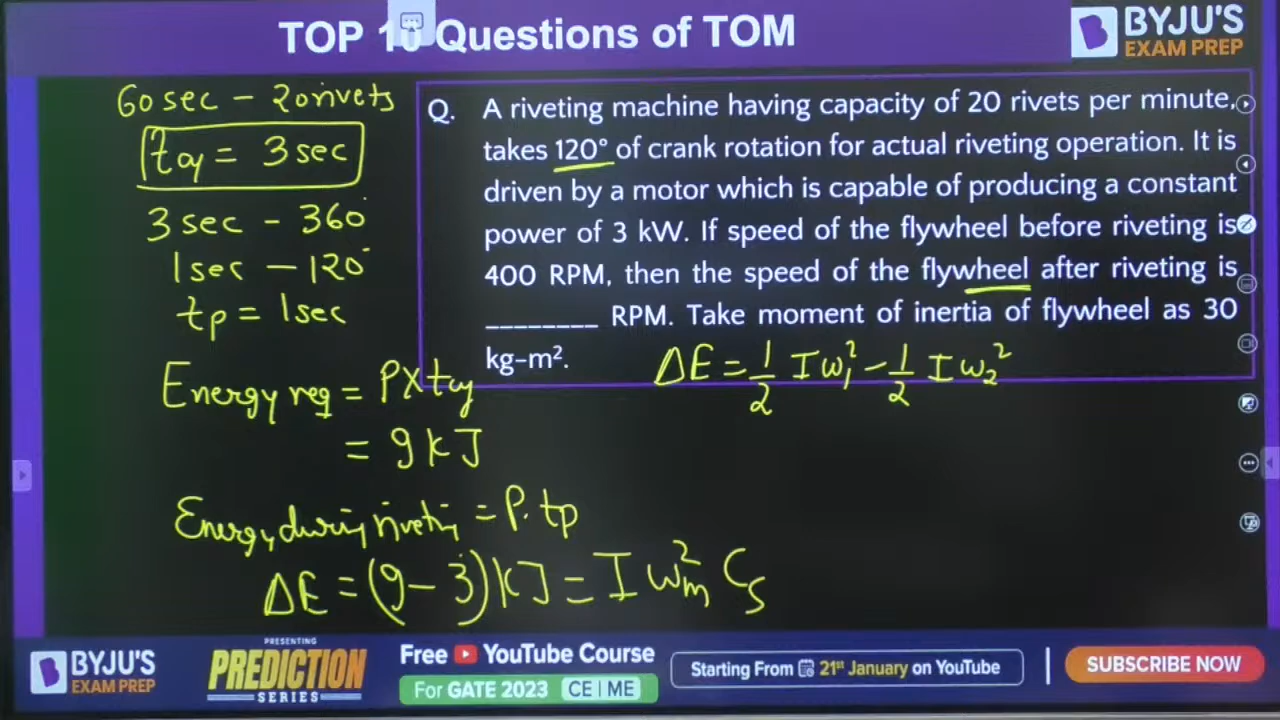 TOP 10 Questions of TOM
BYJU'S
EXAM PREP
60 sec - 20 rivets
tcy = 3 sec
3 sec - 360°
1 sec - 120°
tp = 1 sec
Energy req = P X tcy
= 9 KJ
Energy during riveting = P. tp
ΔE = (9 - 3) KJ = I ω²m Cs
Q. A riveting machine having capacity of 20 rivets per minute,
takes 120° of crank rotation for actual riveting operation. It is
driven by a motor which is capable of producing a constant
power of 3 kW. If speed of the flywheel before riveting is
400 RPM, then the speed of the flywheel after riveting is
________ RPM. Take moment of inertia of flywheel as 30
kg-m².
ΔE = 1/2 I ω₁² - 1/2 I ω₂²
BYJU'S
EXAM PREP
PRESENTING
PREDICTION
SERIES
Free YouTube Course
For GATE 2023 CE | ME
Starting From 21st January on YouTube
SUBSCRIBE NOW